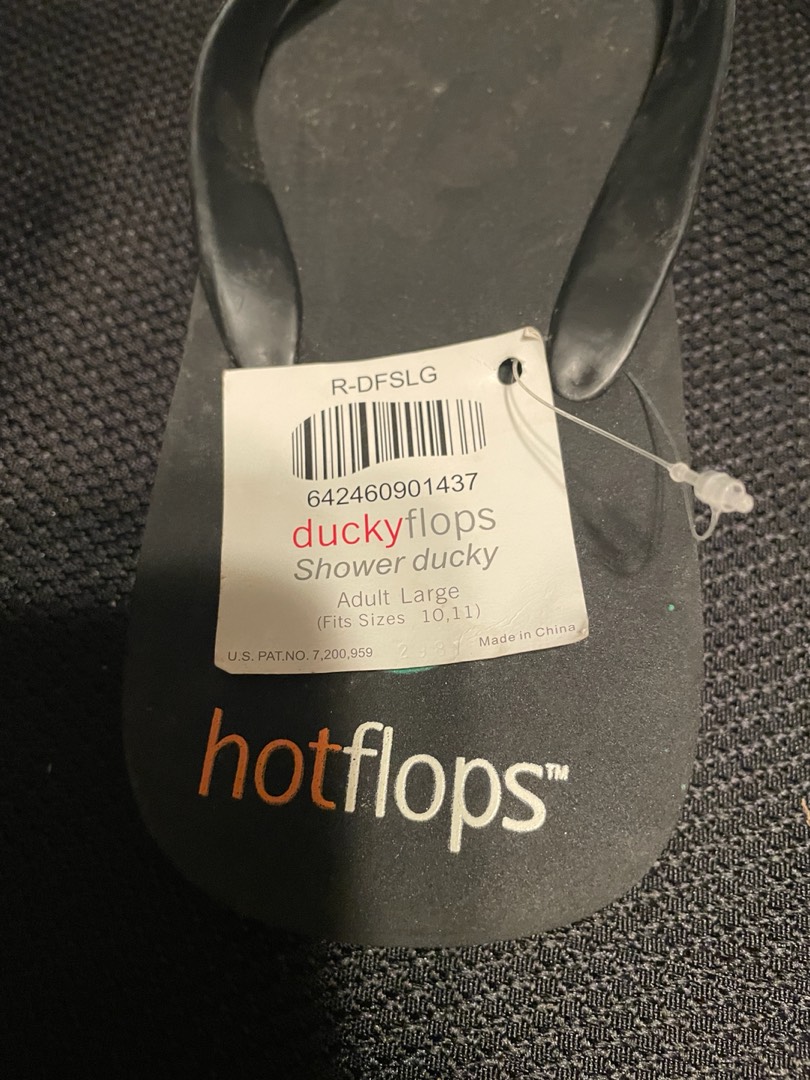 R-DFSLG
642460901437
duckyflops
Shower ducky
Adult Large
(Fits Sizes 10,11)
U.S. PAT.NO. 7,200,959
Made in China
hotflops™